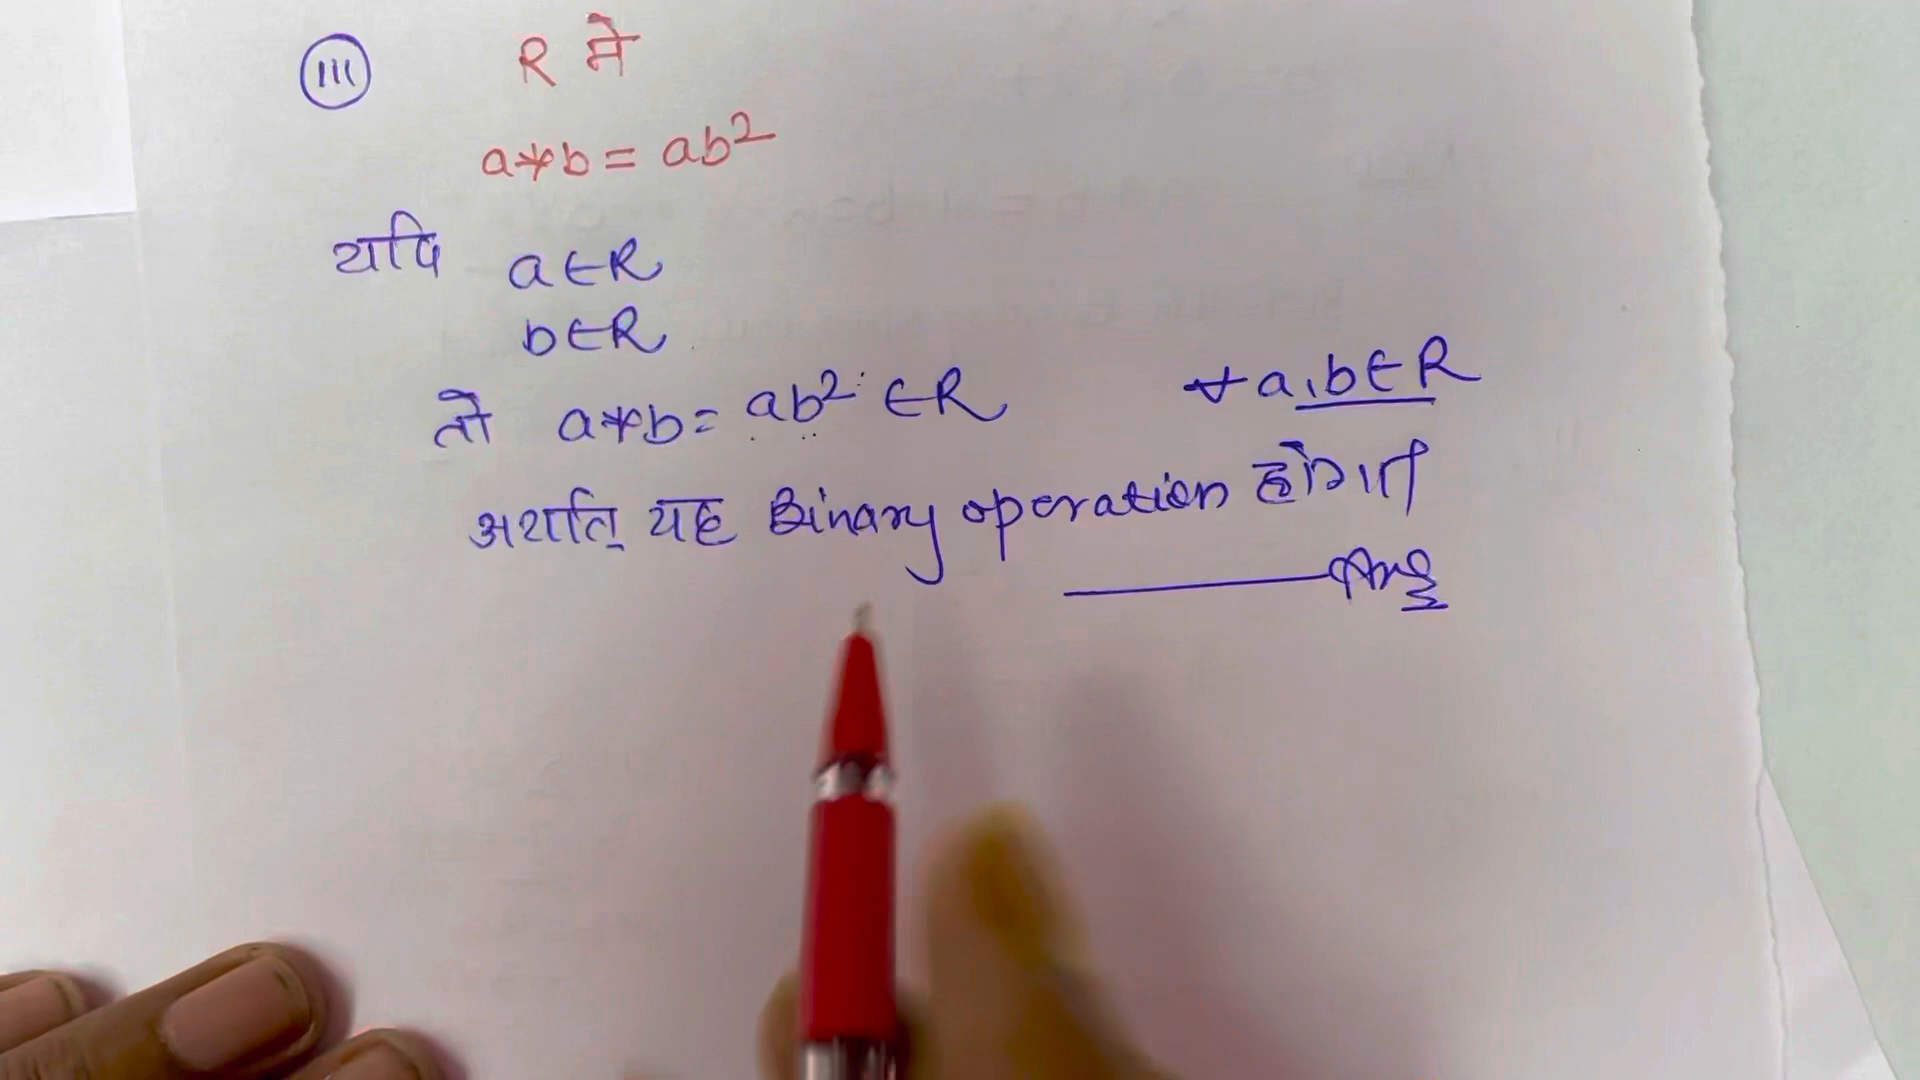 (iii) R मे
a*b = ab²
यदि a∈R
b∈R
तो a*b = ab² ∈R ∀ a,b∈R
अर्थात् यह Binary operation होगा
Ans